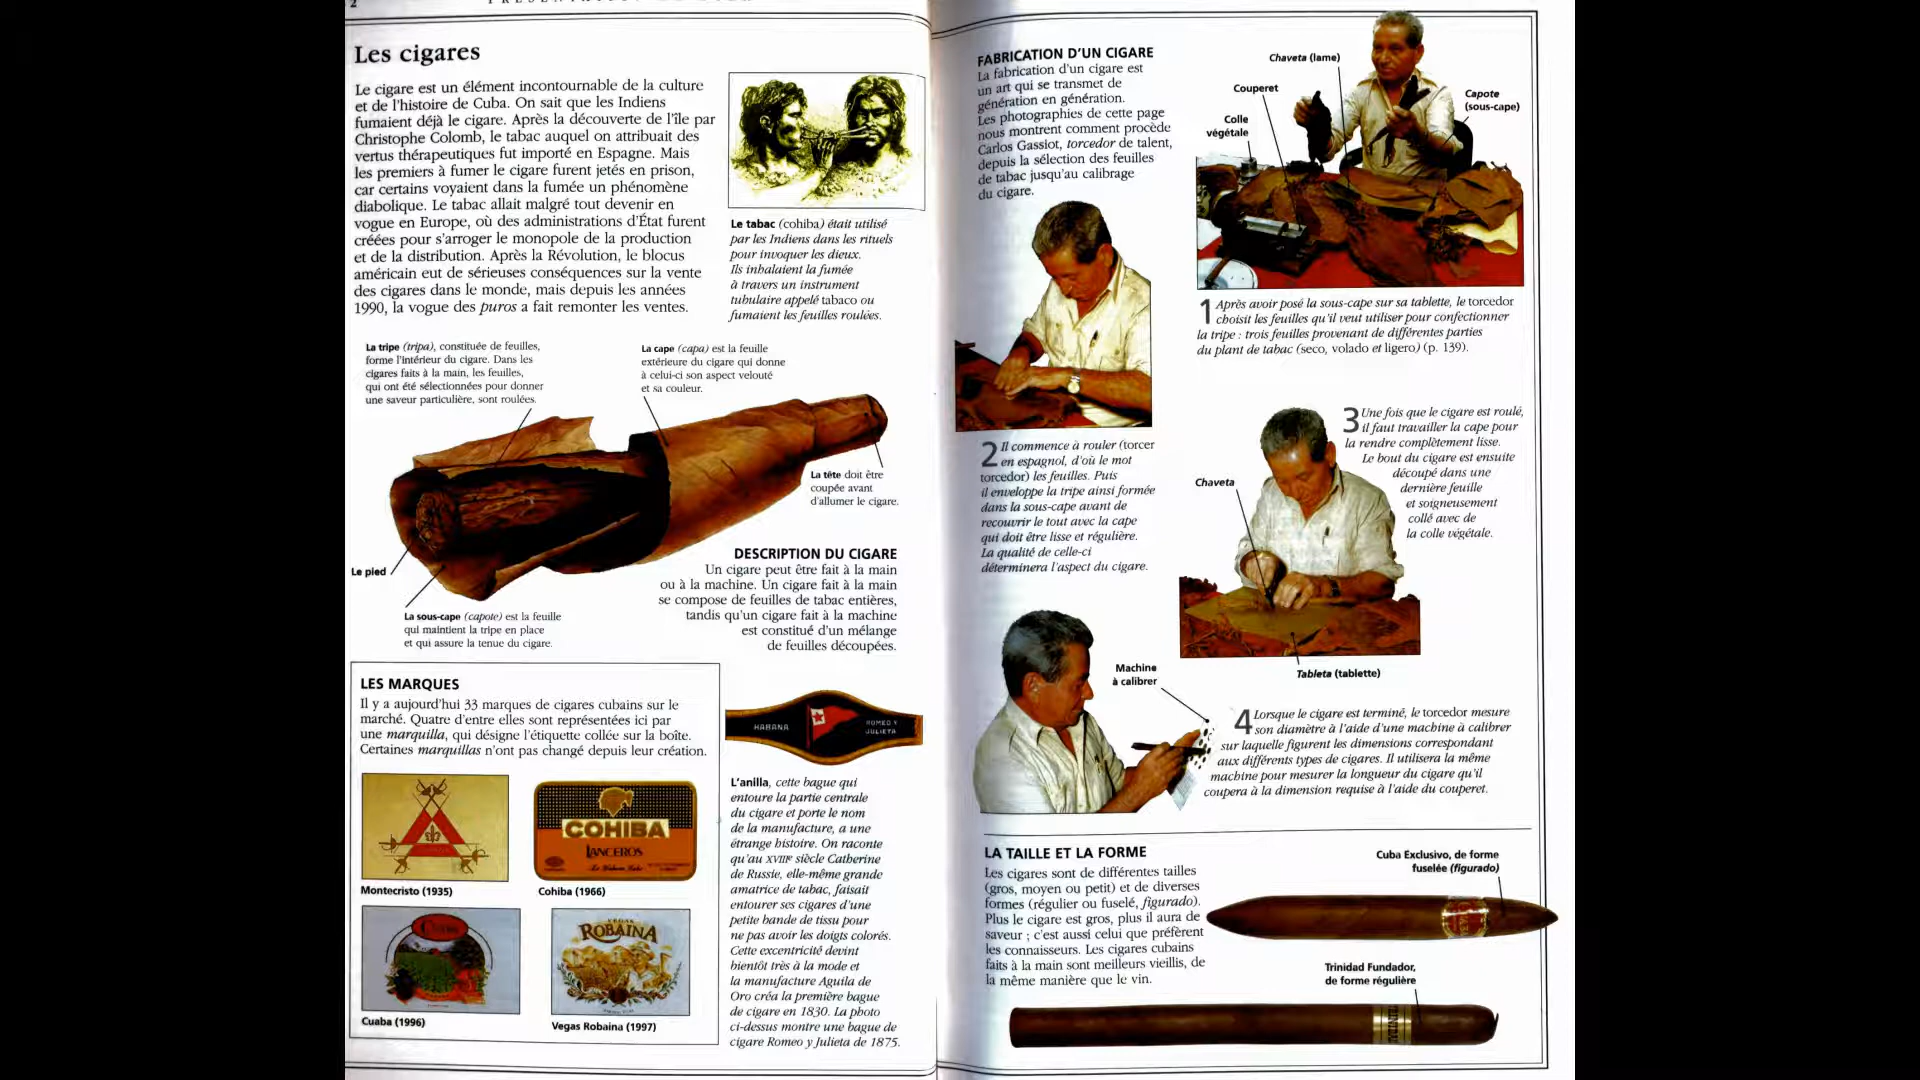 2
Les cigares
Le cigare est un élément incontournable de la culture
et de l'histoire de Cuba. On sait que les Indiens
fumaient déjà le cigare. Après la découverte de l'île par
Christophe Colomb, le tabac auquel on attribuait des
vertus thérapeutiques fut importé en Espagne. Mais
les premiers à fumer le cigare furent jetés en prison,
car certains voyaient dans la fumée un phénomène
diabolique. Le tabac allait malgré tout devenir en
vogue en Europe, où des administrations d'État furent
créées pour s'arroger le monopole de la production
et de la distribution. Après la Révolution, le blocus
américain eut de sérieuses conséquences sur la vente
des cigares dans le monde, mais depuis les années
1990, la vogue des puros a fait remonter les ventes.
Le tabac (cohiba) était utilisé
par les Indiens dans les rituels
pour invoquer les dieux.
Ils inhalaient la fumée
à travers un instrument
tubulaire appelé tabaco ou
fumaient les feuilles roulées.
La tripe (tripa), constituée de feuilles,
forme l'intérieur du cigare. Dans les
cigares faits à la main, les feuilles,
qui ont été sélectionnées pour donner
une saveur particulière, sont roulées.
La cape (capa) est la feuille
extérieure du cigare qui donne
à celui-ci son aspect velouté
et sa couleur.
La tête doit être
coupée avant
d'allumer le cigare.
Le pied
La sous-cape (capote) est la feuille
qui maintient la tripe en place
et qui assure la tenue du cigare.
DESCRIPTION DU CIGARE
Un cigare peut être fait à la main
ou à la machine. Un cigare fait à la main
se compose de feuilles de tabac entières,
tandis qu'un cigare fait à la machine
est constitué d'un mélange
de feuilles découpées.
LES MARQUES
Il y a aujourd'hui 33 marques de cigares cubains sur le
marché. Quatre d'entre elles sont représentées ici par
une marquilla, qui désigne l'étiquette collée sur la boîte.
Certaines marquillas n'ont pas changé depuis leur création.
Montecristo (1935)
COHIBA
LANCEROS
Cohiba (1966)
Cuaba (1996)
VEGAS
ROBAINA
Vegas Robaina (1997)
HABANA
ROMEO Y
JULIETA
L'anilla, cette bague qui
entoure la partie centrale
du cigare et porte le nom
de la manufacture, a une
étrange histoire. On raconte
qu'au XVIIIe siècle Catherine
de Russie, elle-même grande
amatrice de tabac, faisait
entourer ses cigares d'une
petite bande de tissu pour
ne pas avoir les doigts colorés.
Cette excentricité devint
bientôt très à la mode et
la manufacture Aguila de
Oro créa la première bague
de cigare en 1830. La photo
ci-dessus montre une bague de
cigare Romeo y Julieta de 1875.
FABRICATION D'UN CIGARE
La fabrication d'un cigare est
un art qui se transmet de
génération en génération.
Les photographies de cette page
nous montrent comment procède
Carlos Gassiot, torcedor de talent,
depuis la sélection des feuilles
de tabac jusqu'au calibrage
du cigare.
Chaveta (lame)
Couperet
Colle
végétale
Capote
(sous-cape)
1 Après avoir posé la sous-cape sur sa tablette, le torcedor
choisit les feuilles qu'il veut utiliser pour confectionner
la tripe : trois feuilles provenant de différentes parties
du plant de tabac (seco, volado et ligero) (p. 139).
2 Il commence à rouler (torcer
en espagnol, d'où le mot
torcedor) les feuilles. Puis
il enveloppe la tripe ainsi formée
dans la sous-cape avant de
recouvrir le tout avec la cape
qui doit être lisse et régulière.
La qualité de celle-ci
déterminera l'aspect du cigare.
Chaveta
3 Une fois que le cigare est roulé,
il faut travailler la cape pour
la rendre complètement lisse.
Le bout du cigare est ensuite
découpé dans une
dernière feuille
et soigneusement
collé avec de
la colle végétale.
Tableta (tablette)
Machine
à calibrer
4 Lorsque le cigare est terminé, le torcedor mesure
son diamètre à l'aide d'une machine à calibrer
sur laquelle figurent les dimensions correspondant
aux différents types de cigares. Il utilisera la même
machine pour mesurer la longueur du cigare qu'il
coupera à la dimension requise à l'aide du couperet.
LA TAILLE ET LA FORME
Les cigares sont de différentes tailles
(gros, moyen ou petit) et de diverses
formes (régulier ou fuselé, figurado).
Plus le cigare est gros, plus il aura de
saveur ; c'est aussi celui que préfèrent
les connaisseurs. Les cigares cubains
faits à la main sont meilleurs vieillis, de
la même manière que le vin.
Cuba Exclusivo, de forme
fuselée (figurado)
Trinidad Fundador,
de forme régulière